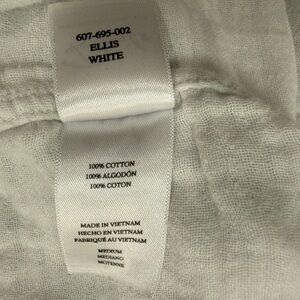 607-695-002
ELLIS
WHITE
100% COTTON
100% ALGODÓN
100% COTON
MADE IN VIETNAM
HECHO EN VIETNAM
FABRIQUÉ AU VIETNAM
MEDIUM
MEDIANO
MOYENNE